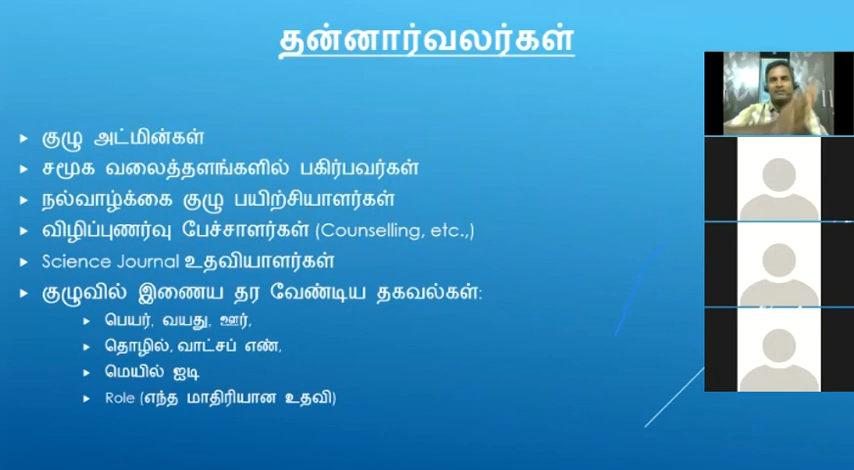 தன்னார்வலர்கள்
குழு அட்மின்கள்
சமூக வலைத்தளங்களில் பகிர்பவர்கள்
நல்வாழ்க்கை குழு பயிற்சியாளர்கள்
விழிப்புணர்வு பேச்சாளர்கள் (Counselling, etc.,)
Science Journal உதவியாளர்கள்
குழுவில் இணைய தர வேண்டிய தகவல்கள்:
பெயர், வயது, ஊர்,
தொழில், வாட்சப் எண்,
மெயில் ஐடி
Role (எந்த மாதிரியான உதவி)